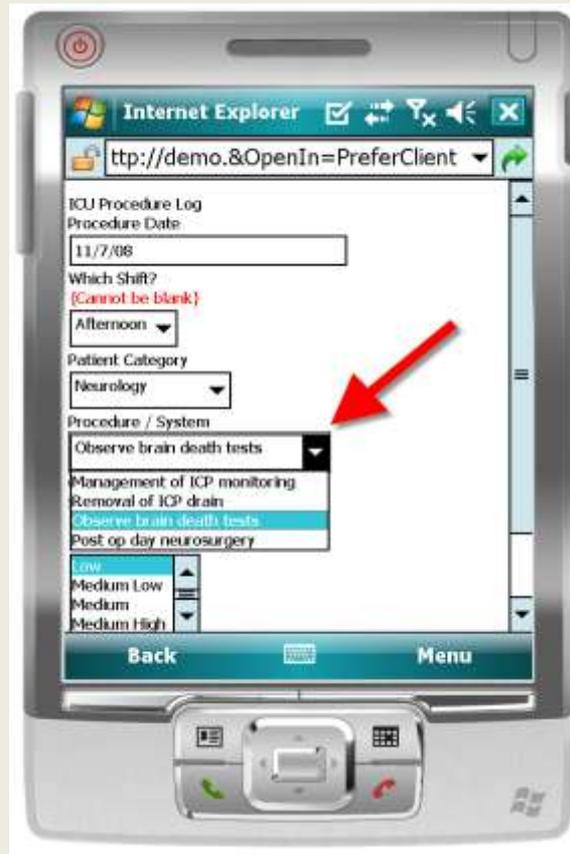 Internet Explorer
ttp://demo.&OpenIn=PreferClient
ICU Procedure Log
Procedure Date
11/7/08
Which Shift?
{Cannot be blank}
Afternoon
Patient Category
Neurology
Procedure / System
Observe brain death tests
Management of ICP monitoring
Removal of ICP drain
Observe brain death tests
Post op day neurosurgery
Low
Medium Low
Medium
Medium High
Back Menu